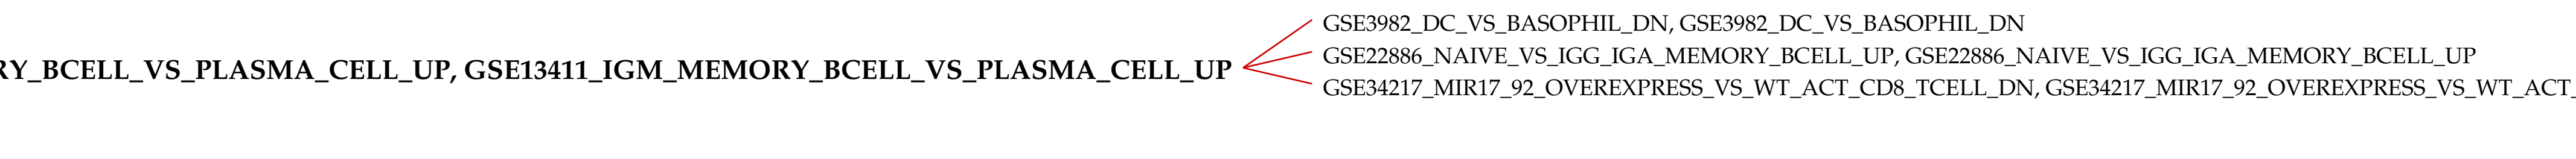 RY_BCELL_VS_PLASMA_CELL_UP, GSE13411_IGM_MEMORY_BCELL_VS_PLASMA_CELL_UP
GSE3982_DC_VS_BASOPHIL_DN, GSE3982_DC_VS_BASOPHIL_DN
GSE22886_NAIVE_VS_IGG_IGA_MEMORY_BCELL_UP, GSE22886_NAIVE_VS_IGG_IGA_MEMORY_BCELL_UP
GSE34217_MIR17_92_OVEREXPRESS_VS_WT_ACT_CD8_TCELL_DN, GSE34217_MIR17_92_OVEREXPRESS_VS_WT_ACT_